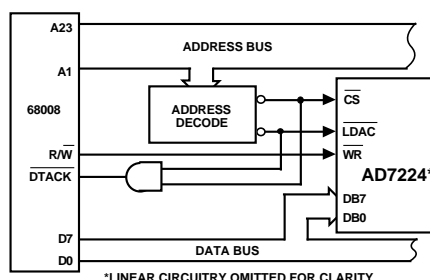 A23
ADDRESS BUS
A1
68008
ADDRESS
DECODE
CS
LDAC
R/W
WR
DTACK
AD7224*
DB7
DB0
D7
DATA BUS
D0
*LINEAR CIRCUITRY OMITTED FOR CLARITY